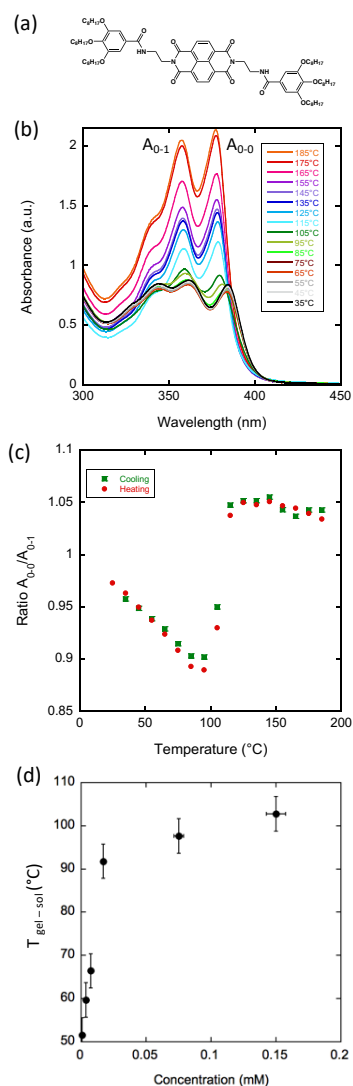 (a)
C₈H₁₇O
C₈H₁₇O
C₈H₁₇O
O
NH
O
O
N
N
O
O
NH
O
OC₈H₁₇
OC₈H₁₇
OC₈H₁₇
(b)
A₀₋₁
A₀₋₀
185°C
175°C
165°C
155°C
145°C
135°C
125°C
115°C
105°C
95°C
85°C
75°C
65°C
55°C
45°C
35°C
Absorbance (a.u.)
2
1.5
1
0.5
0
300
350
400
450
Wavelength (nm)
(c)
Cooling
Heating
Ratio A₀₋₀/A₀₋₁
1.1
1.05
1
0.95
0.9
0.85
0
50
100
150
200
Temperature (°C)
(d)
T gel – sol (°C)
110
100
90
80
70
60
50
0
0.05
0.1
0.15
0.2
Concentration (mM)